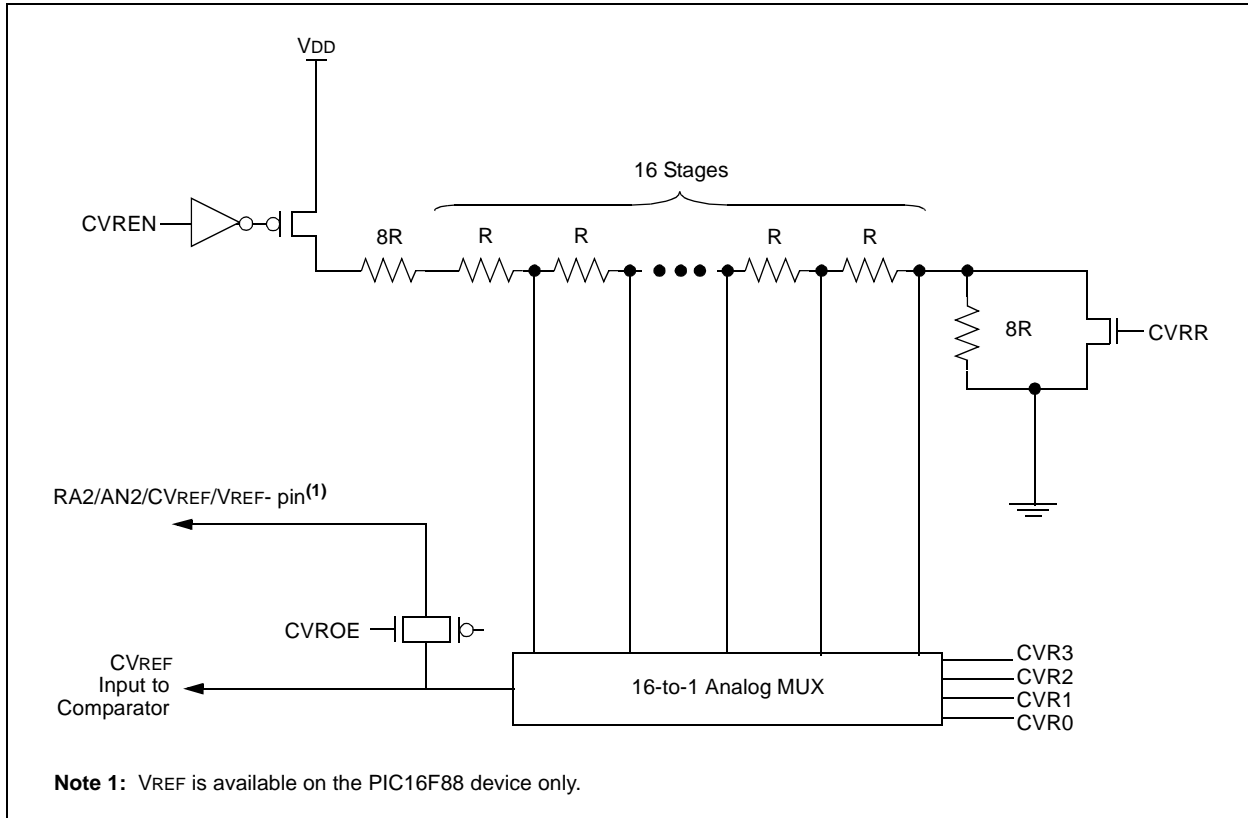 VDD
16 Stages
CVREN
8R
R
R
R
R
8R
CVRR
RA2/AN2/CVREF/VREF- pin(1)
CVROE
CVREF
Input to
Comparator
16-to-1 Analog MUX
CVR3
CVR2
CVR1
CVR0
Note 1: VREF is available on the PIC16F88 device only.